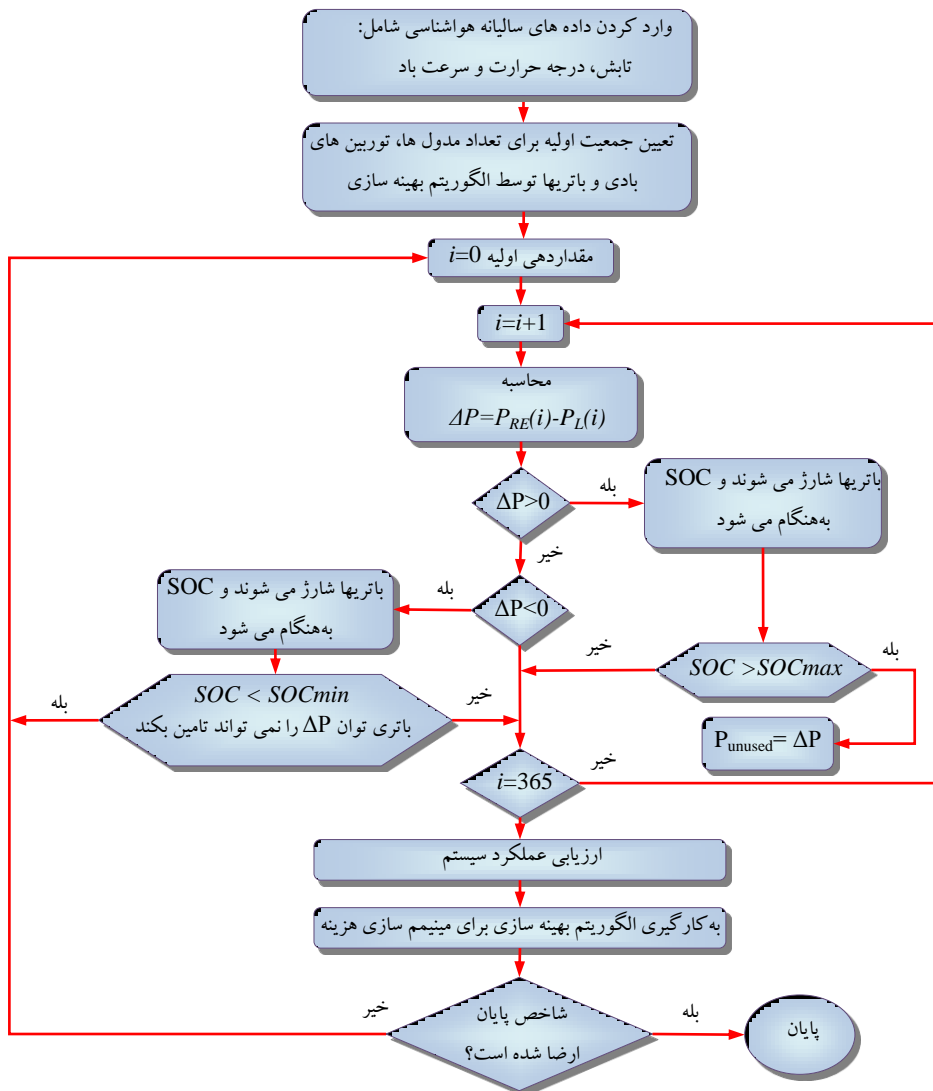 وارد کردن داده های سالیانه هواشناسی شامل:
تابش، درجه حرارت و سرعت باد
تعیین جمعیت اولیه برای تعداد مدول ها، توربین های
بادی و باتریها توسط الگوریتم بهینه سازی
مقداردهی اولیه i=0
i=i+1
محاسبه
ΔP=P_RE(i)-P_L(i)
ΔP>0
بله
باتریها شارژ می شوند و SOC
به‌هنگام می شود
خیر
ΔP<0
بله
باتریها شارژ می شوند و SOC
به‌هنگام می شود
SOC >SOCmax
بله
خیر
P_unused= ΔP
SOC < SOCmin
باتری توان ΔP را نمی تواند تامین بکند
بله
خیر
i=365
خیر
ارزیابی عملکرد سیستم
به کارگیری الگوریتم بهینه سازی برای مینیمم سازی هزینه
شاخص پایان
ارضا شده است؟
خیر
بله
پایان